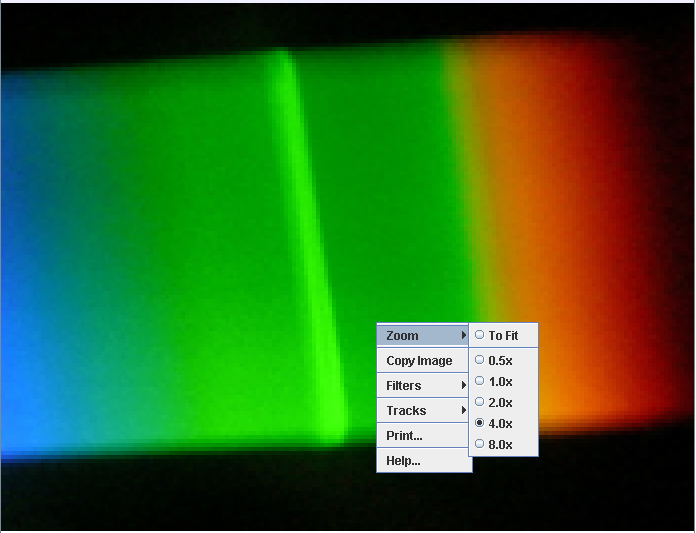 Zoom
Copy Image
Filters
Tracks
Print...
Help...
To Fit
0.5x
1.0x
2.0x
4.0x
8.0x